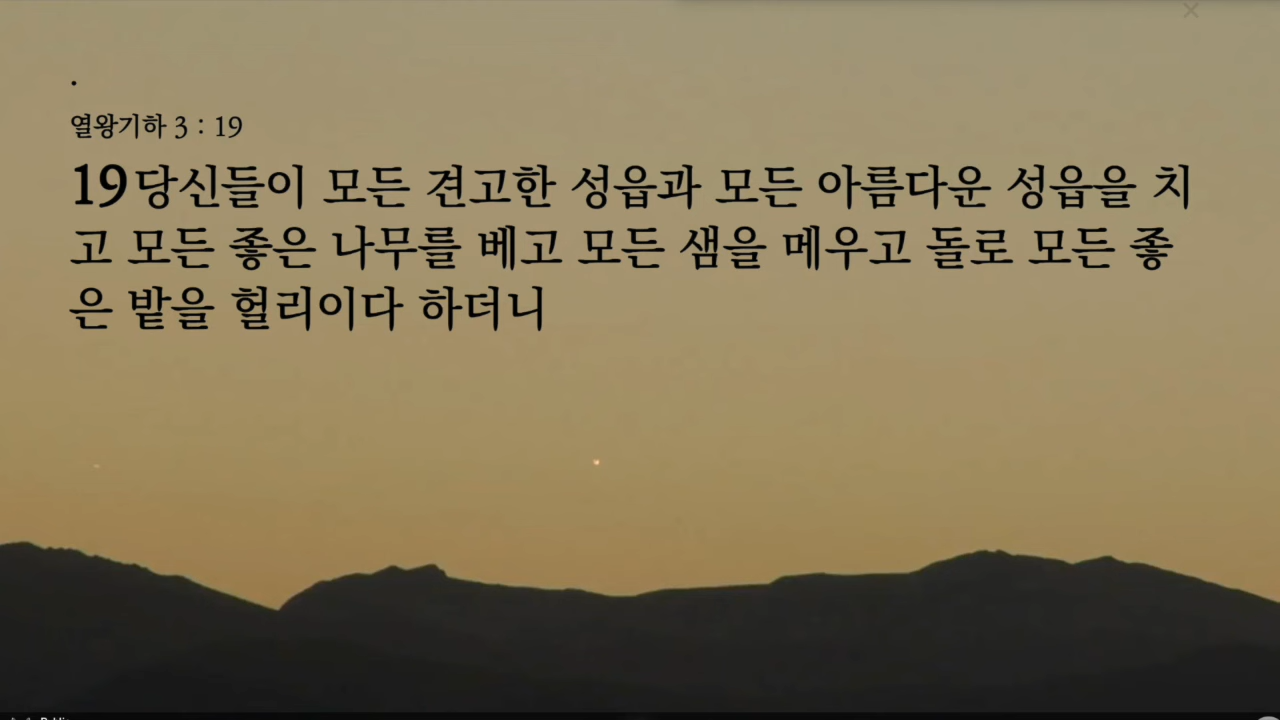 .
열왕기하 3 : 19
19당신들이 모든 견고한 성읍과 모든 아름다운 성읍을 치
고 모든 좋은 나무를 베고 모든 샘을 메우고 돌로 모든 좋
은 밭을 헐리이다 하더니